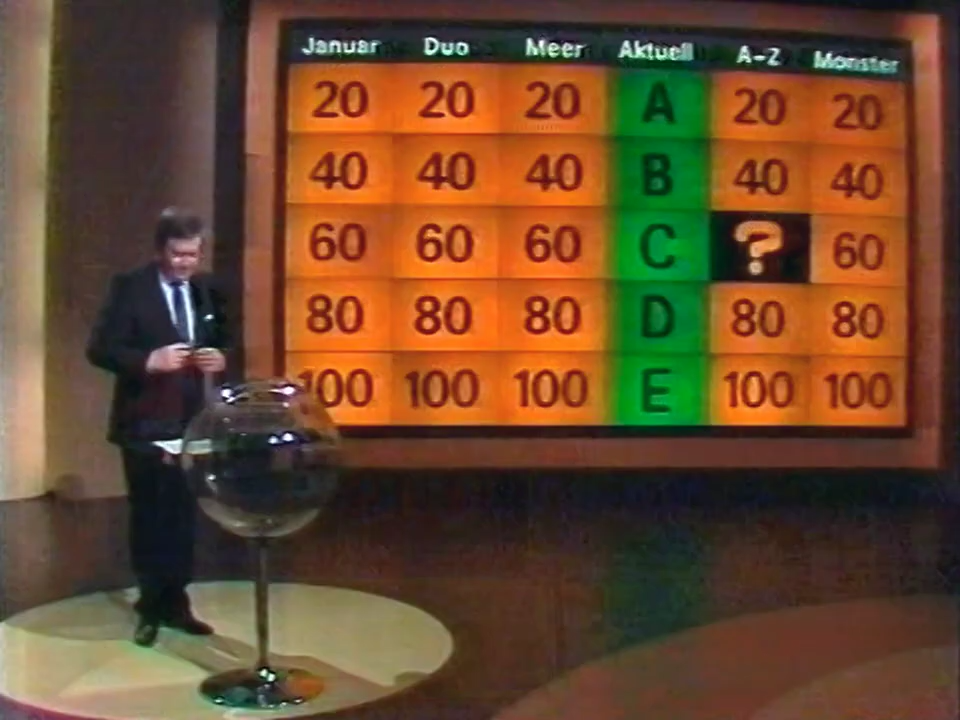 Januar Duo Meer Aktuell A-Z Monster
20 20 20 A 20 20
40 40 40 B 40 40
60 60 60 C ? 60
80 80 80 D 80 80
100 100 100 E 100 100